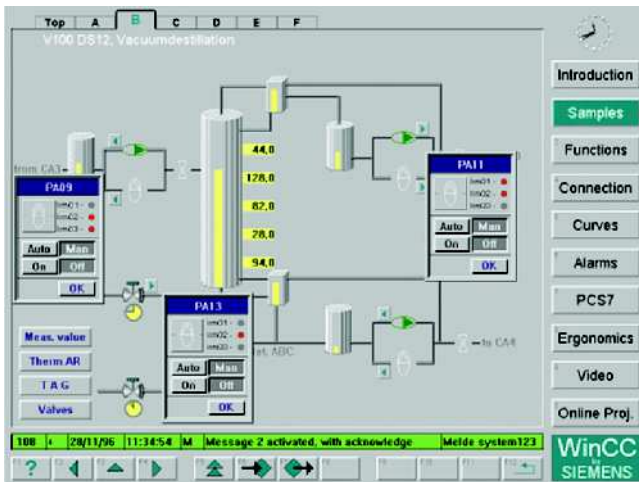 Top A B C D E F
V100 DS12, Vacuumdestillation
Introduction
Samples
Functions
Connection
Curves
Alarms
PCS7
Ergonomics
Video
Online Proj.
from CA3
44,0
128,0
82,0
28,0
94,0
PA09
Auto Man
On Off
OK
PA11
Auto Man
On Off
OK
PA13
Auto Man
On Off
OK
ABC
to CA4
Meas. value
Therm AR
T A G
Valves
108 28/11/96 11:34:54 M Message 2 activated, with acknowledge Melde system123
?
WinCC
by
SIEMENS